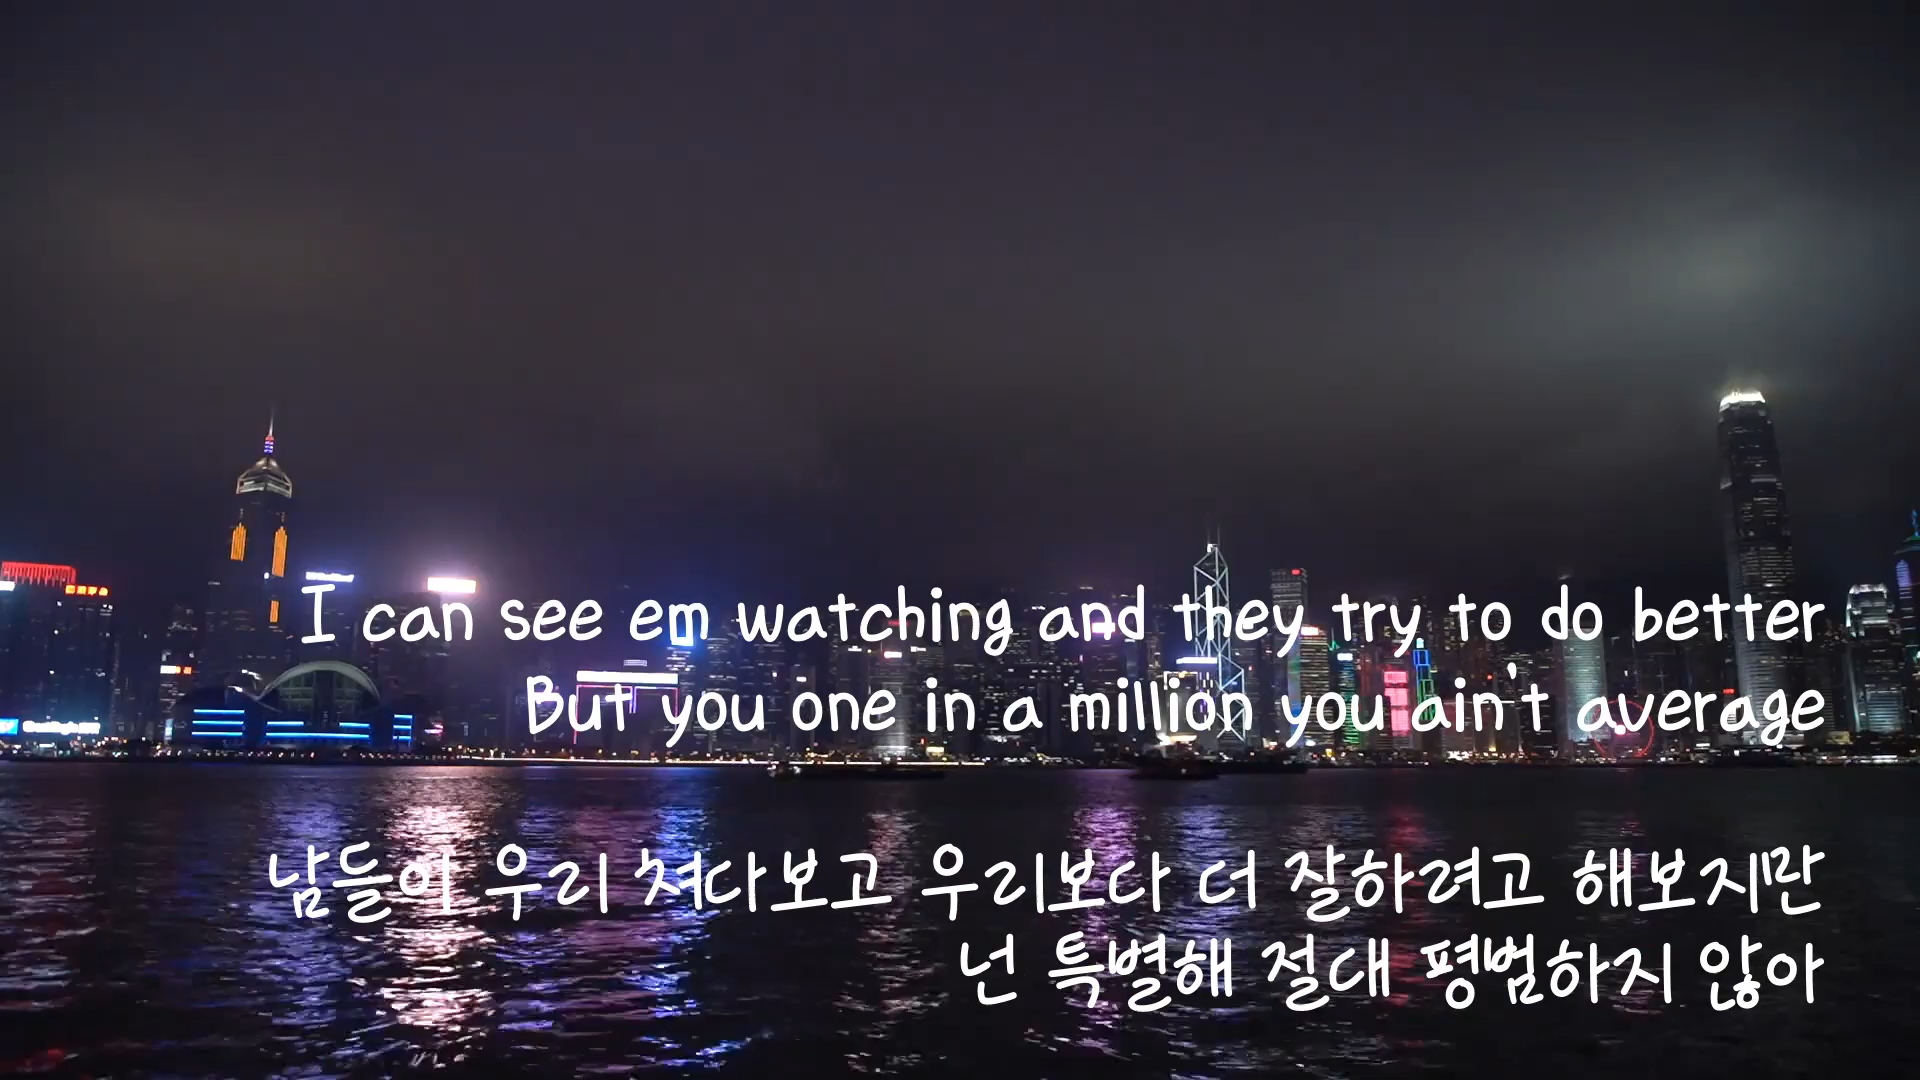 I can see em watching and they try to do better
But you one in a million you ain't average
남들이 우리 쳐다보고 우리보다 더 잘하려고 해보지만
넌 특별해 절대 평범하지 않아